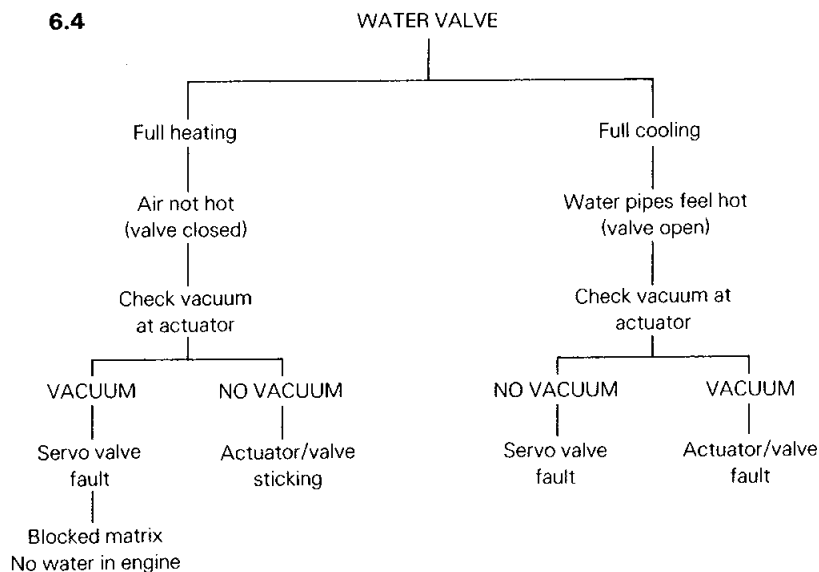 6.4
WATER VALVE
Full heating
Full cooling
Air not hot
(valve closed)
Water pipes feel hot
(valve open)
Check vacuum
at actuator
Check vacuum at
actuator
VACUUM
NO VACUUM
NO VACUUM
VACUUM
Servo valve
fault
Actuator/valve
sticking
Servo valve
fault
Actuator/valve
fault
Blocked matrix
No water in engine